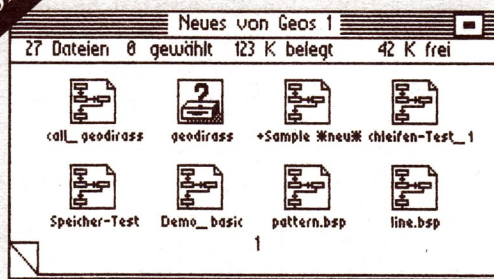 Neues von Geos 1
27 Dateien 0 gewählt 123 K belegt 42 K frei
call_geodirass geodirass +Sample *neu* chleifen-Test_1
Speicher-Test Demo_basic pattern.bsp line.bsp
1